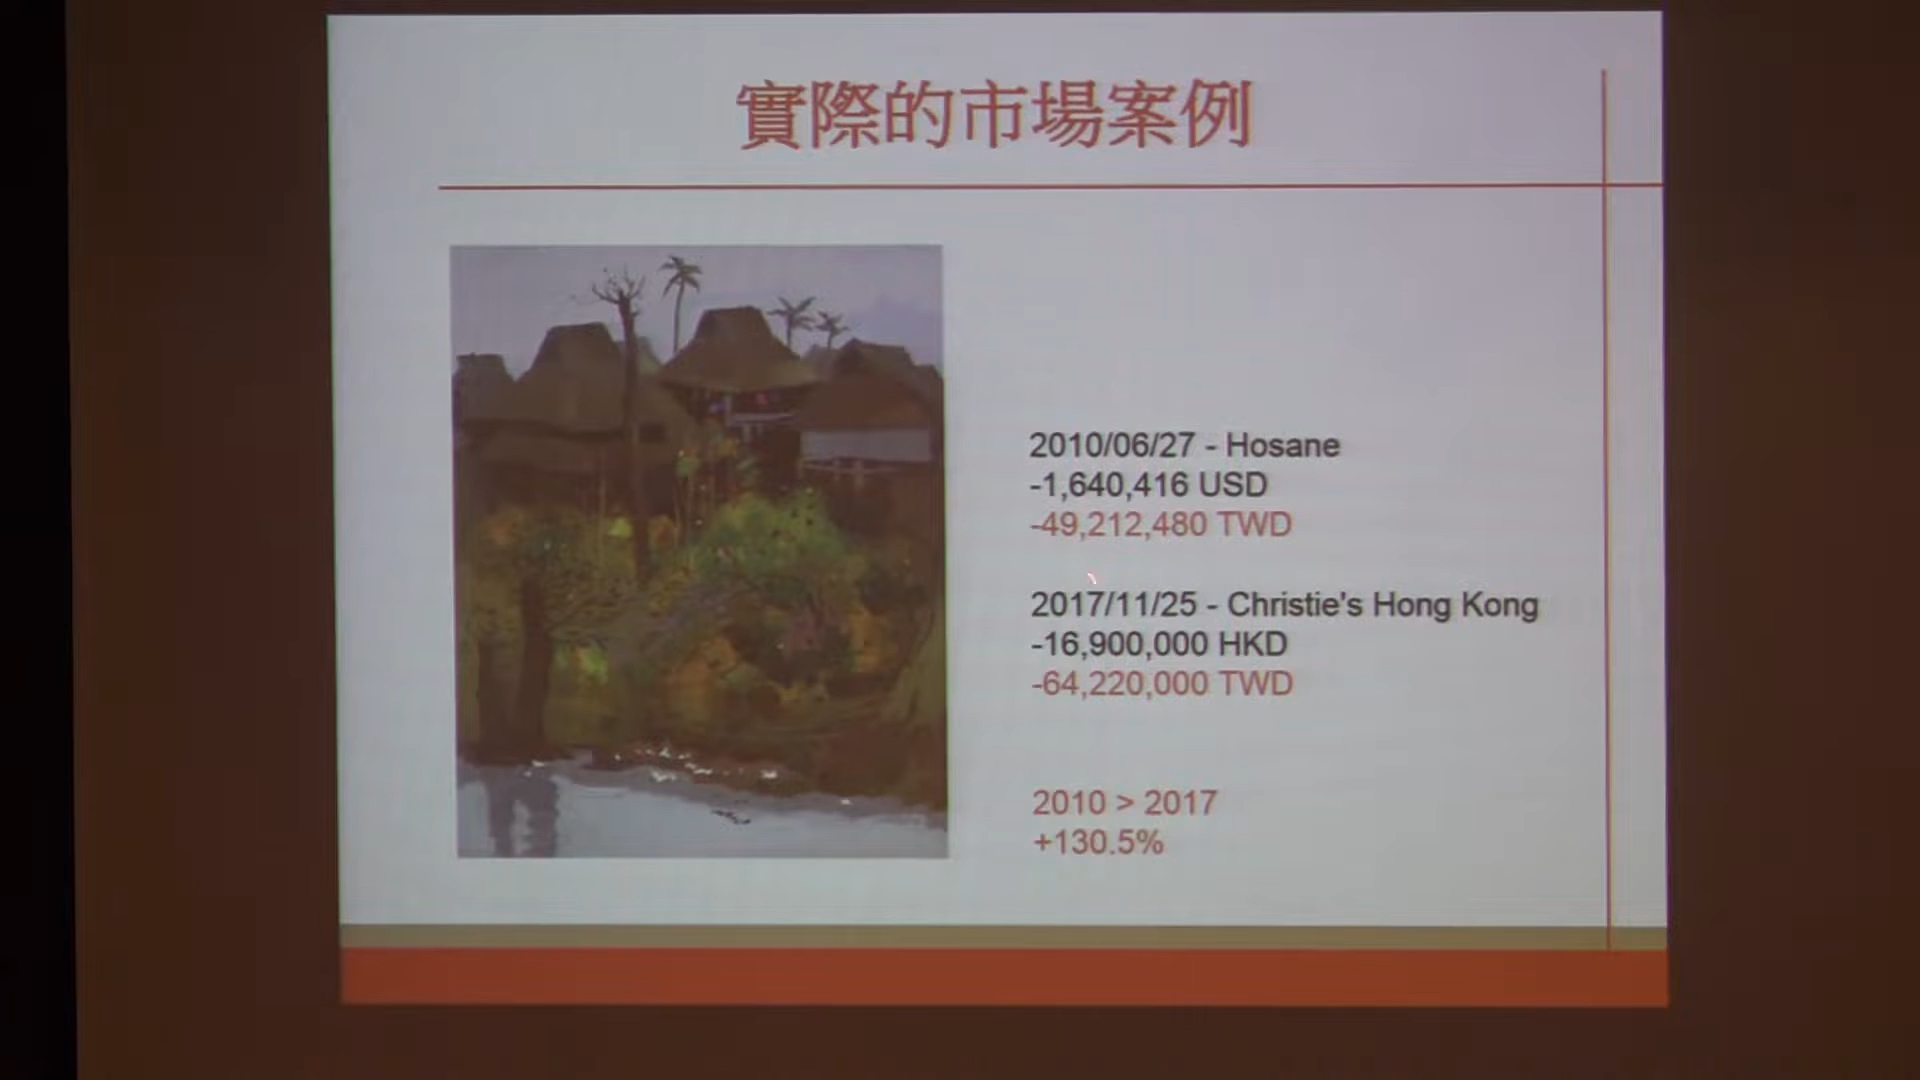 實際的市場案例
2010/06/27 - Hosane
-1,640,416 USD
-49,212,480 TWD
2017/11/25 - Christie's Hong Kong
-16,900,000 HKD
-64,220,000 TWD
2010 > 2017
+130.5%